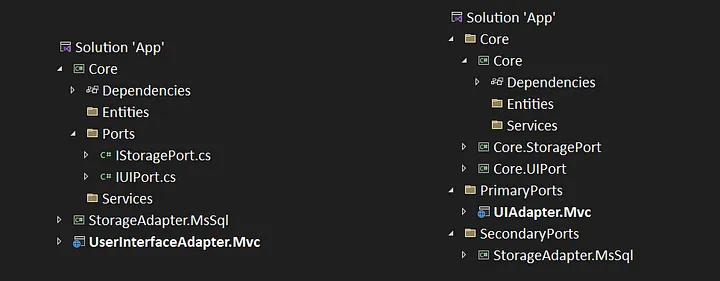 Solution 'App'
Core
Dependencies
Entities
Ports
IStoragePort.cs
IUIPort.cs
Services
StorageAdapter.MsSql
UserInterfaceAdapter.Mvc
Solution 'App'
Core
Core
Dependencies
Entities
Services
Core.StoragePort
Core.UIPort
PrimaryPorts
UIAdapter.Mvc
SecondaryPorts
StorageAdapter.MsSql